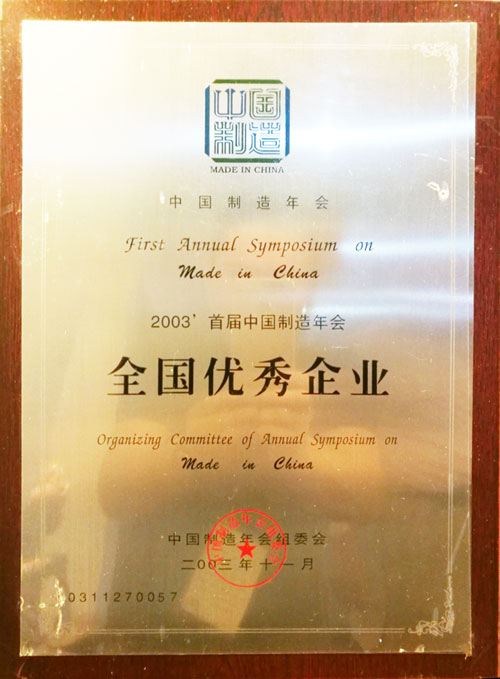 中国
制造
MADE IN CHINA
中国制造年会
First Annual Symposium on
Made in China
2003’首届中国制造年会
全国优秀企业
Organizing Committee of Annual Symposium on
Made in China
中国制造年会组委会
二00三年十一月
0311270057